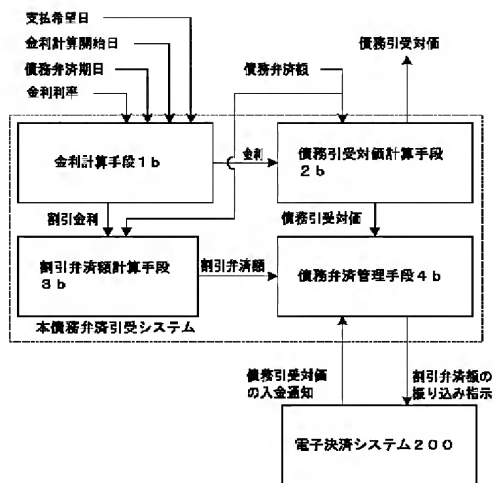 支払希望日
金利計算開始日
債務弁済期日
金利利率
債務弁済額
債務引受対価
金利計算手段1b
金利
債務引受対価計算手段
2b
割引金利
債務引受対価
割引弁済額計算手段
3b
割引弁済額
債務弁済管理手段4b
本債務弁済引受システム
債務引受対価
の入金通知
割引弁済額の
振り込み指示
電子決済システム200